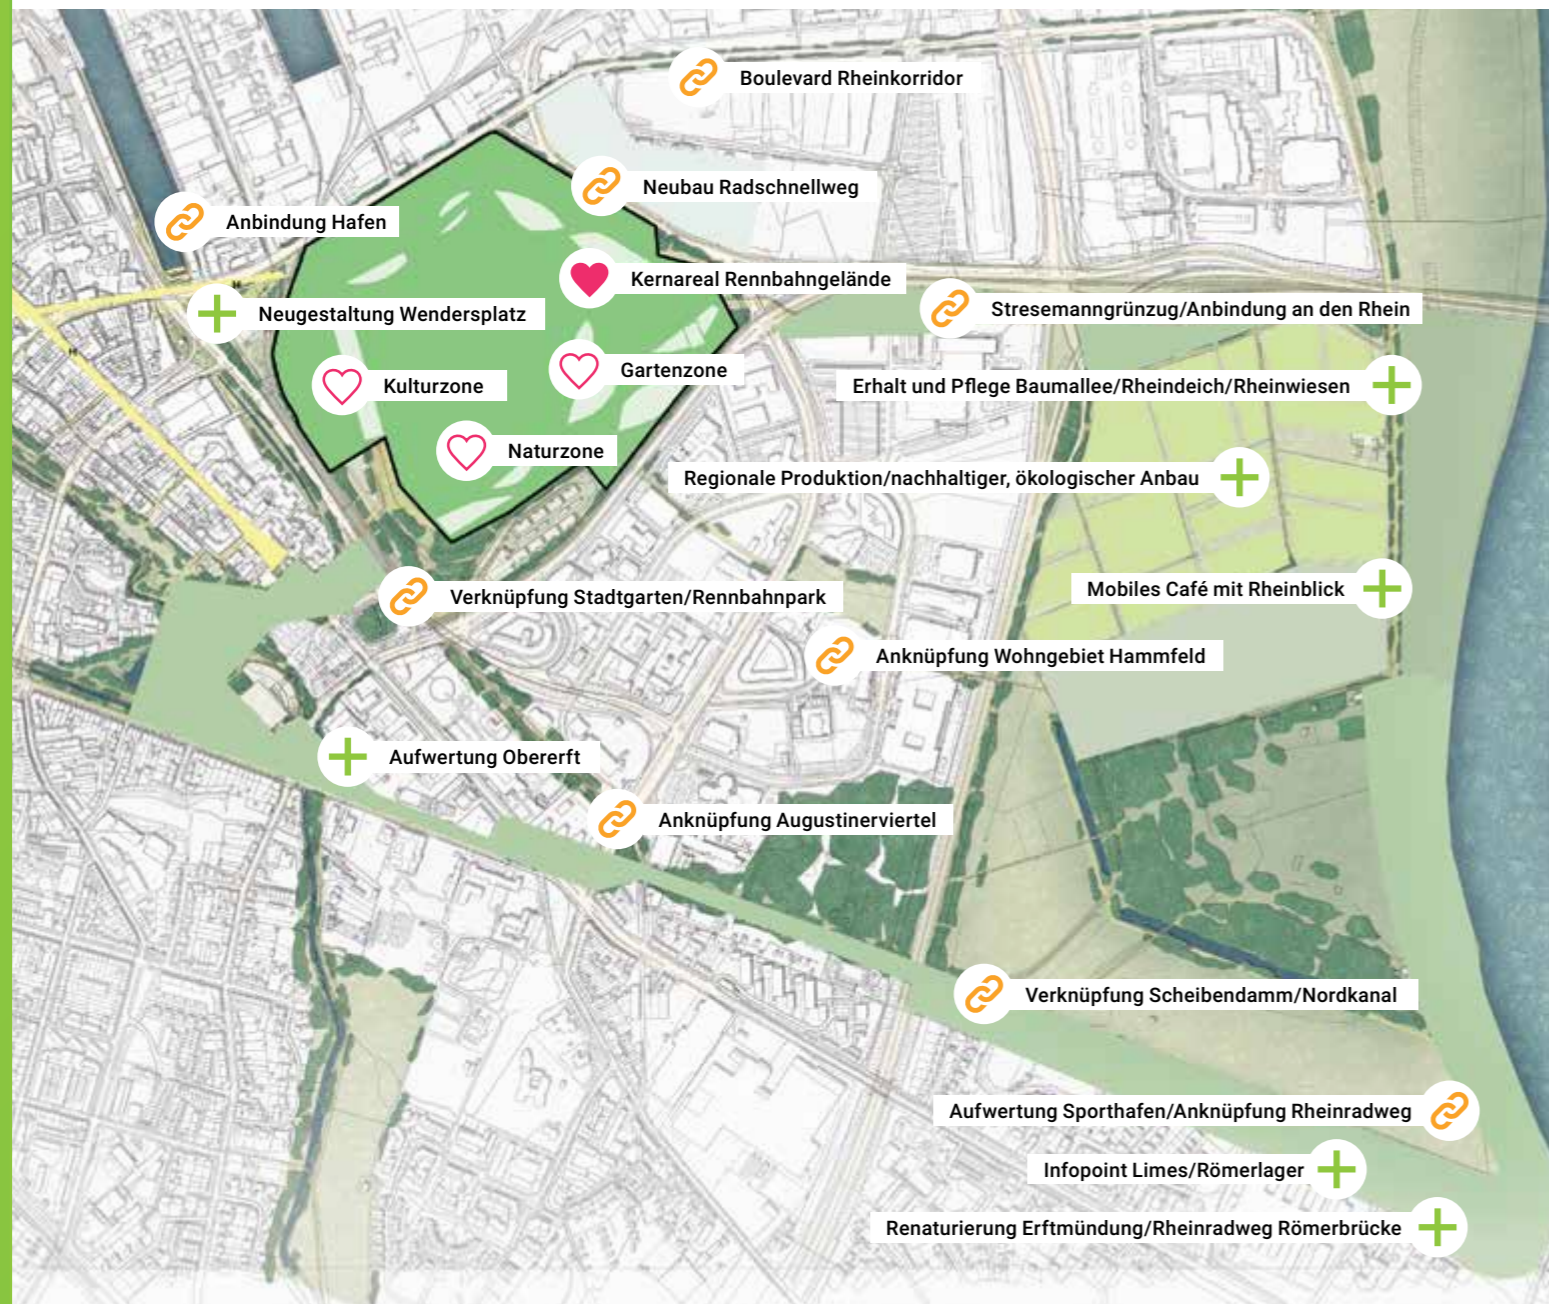 Boulevard Rheinkorridor
Neubau Radschnellweg
Anbindung Hafen
Kernareal Rennbahngelände
Stresemanngrünzug/Anbindung an den Rhein
Neugestaltung Wendersplatz
Gartenzone
Kulturzone
Erhalt und Pflege Baumallee/Rheindeich/Rheinwiesen
Naturzone
Regionale Produktion/nachhaltiger, ökologischer Anbau
Mobiles Café mit Rheinblick
Verknüpfung Stadtgarten/Rennbahnpark
Anknüpfung Wohngebiet Hammfeld
Aufwertung Obererft
Anknüpfung Augustinerviertel
Verknüpfung Scheibendamm/Nordkanal
Aufwertung Sporthafen/Anknüpfung Rheinradweg
Infopoint Limes/Römerlager
Renaturierung Erftmündung/Rheinradweg Römerbrücke